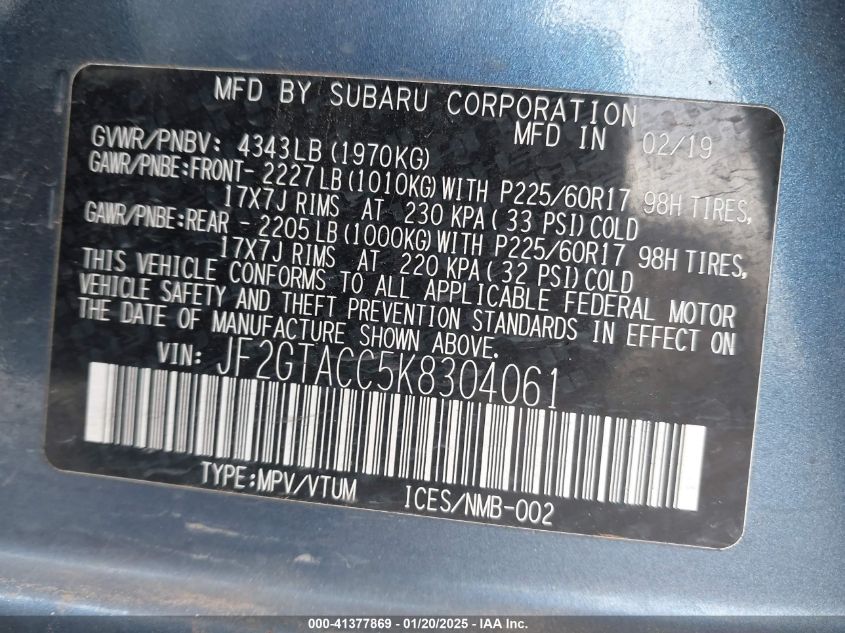 MFD BY SUBARU CORPORATION
MFD IN 02/19
GVWR/PNBV: 4343LB (1970KG)
GAWR/PNBE:FRONT- 2227LB (1010KG) WITH P225/60R17 98H TIRES,
17X7J RIMS AT 230 KPA ( 33 PSI) COLD
GAWR/PNBE:REAR - 2205LB (1000KG) WITH P225/60R17 98H TIRES,
17X7J RIMS AT 220 KPA ( 32 PSI) COLD
THIS VEHICLE CONFORMS TO ALL APPLICABLE FEDERAL MOTOR
VEHICLE SAFETY AND THEFT PREVENTION STANDARDS IN EFFECT ON
THE DATE OF MANUFACTURE SHOWN ABOVE.
VIN: JF2GTACC5K8304061
TYPE:MPV/VTUM ICES/NMB-002
000-41377869 - 01/20/2025 - IAA Inc.